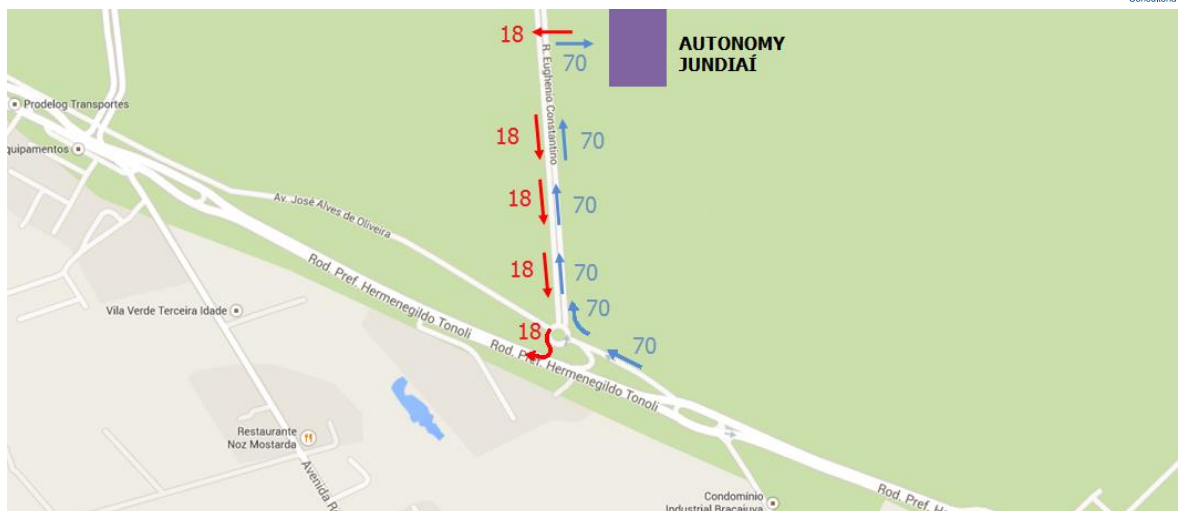 18
70
AUTONOMY
JUNDIAÍ
R. Eughenio Constantino
Prodelog Transportes
quipamentos
18
70
18
70
Av. José Alves de Oliveira
18
70
Rod. Pref. Hermenegildo Tonoli
Vila Verde Terceira Idade
70
18
70
Rod. Pref. Hermenegildo Tonoli
Restaurante
Noz Mostarda
Avenida R
Condomínio
Industrial Bracaiuva
Rod. Pref. H